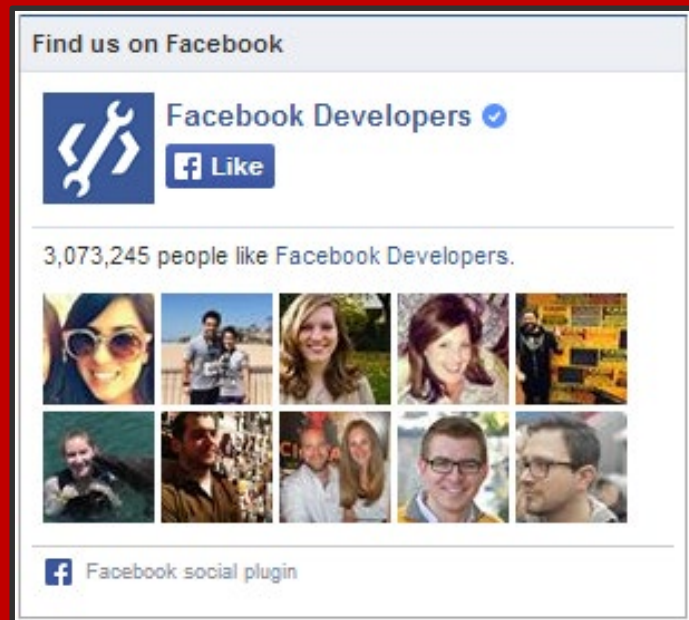 Find us on Facebook
Facebook Developers
Like
3,073,245 people like Facebook Developers.
Facebook social plugin